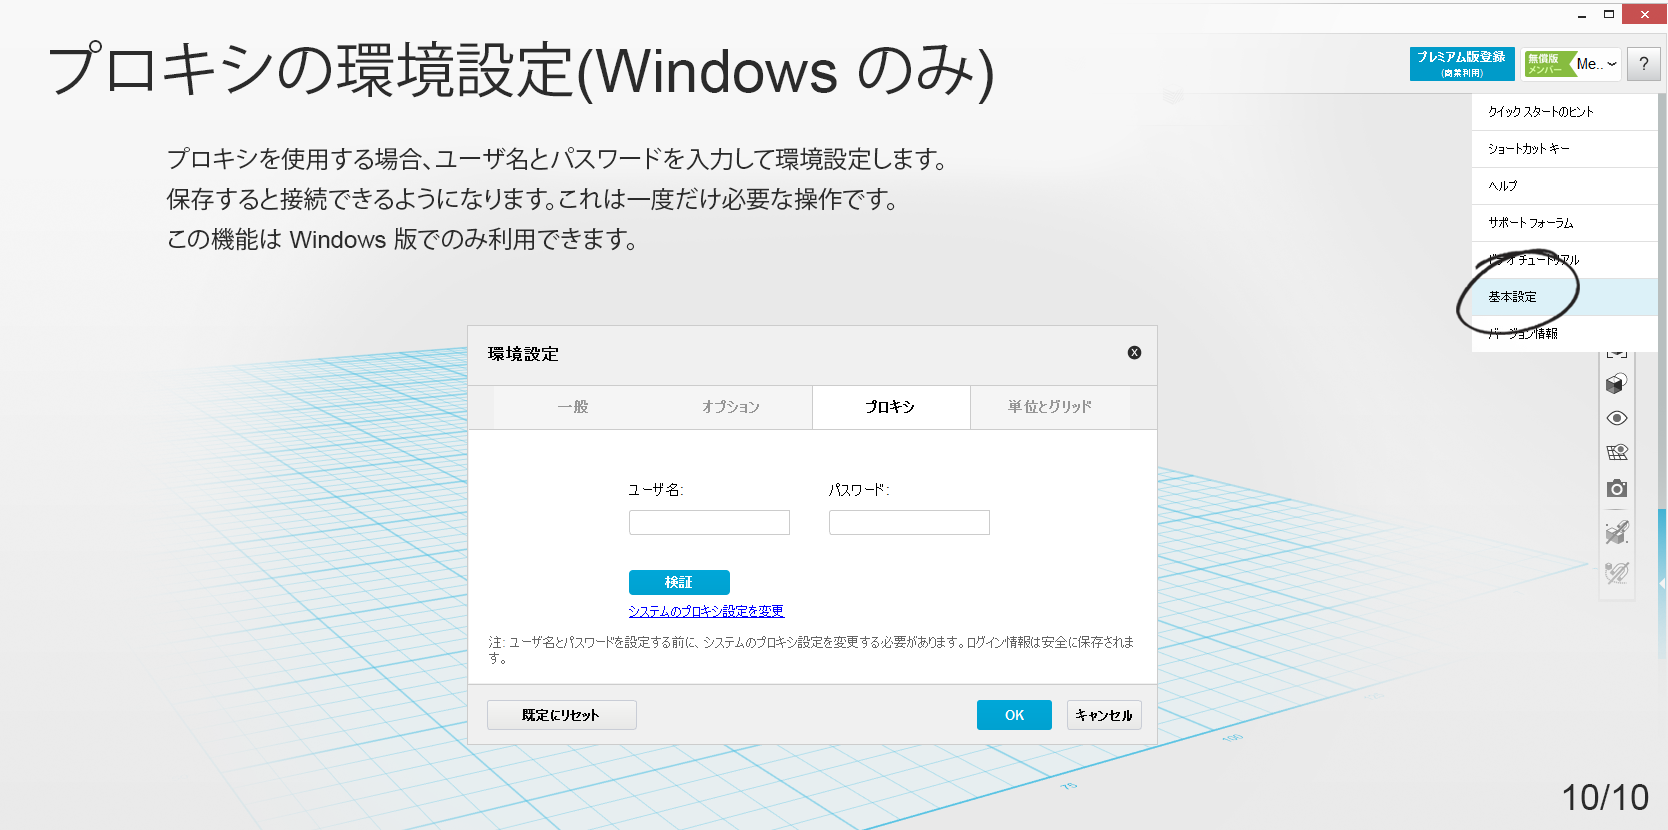 プロキシの環境設定(Windows のみ)
プレミアム版登録
(商業利用)
無償版
メンバー
Me..
?
プロキシを使用する場合、ユーザ名とパスワードを入力して環境設定します。
保存すると接続できるようになります。これは一度だけ必要な操作です。
この機能は Windows 版でのみ利用できます。
クイック スタートのヒント
ショートカット キー
ヘルプ
サポート フォーラム
ビデオ チュートリアル
基本設定
バージョン情報
環境設定
一般
オプション
プロキシ
単位とグリッド
ユーザ名:
パスワード:
検証
システムのプロキシ設定を変更
注: ユーザ名とパスワードを設定する前に、システムのプロキシ設定を変更する必要があります。ログイン情報は安全に保存されま
す。
既定にリセット
OK
キャンセル
100
75
10/10